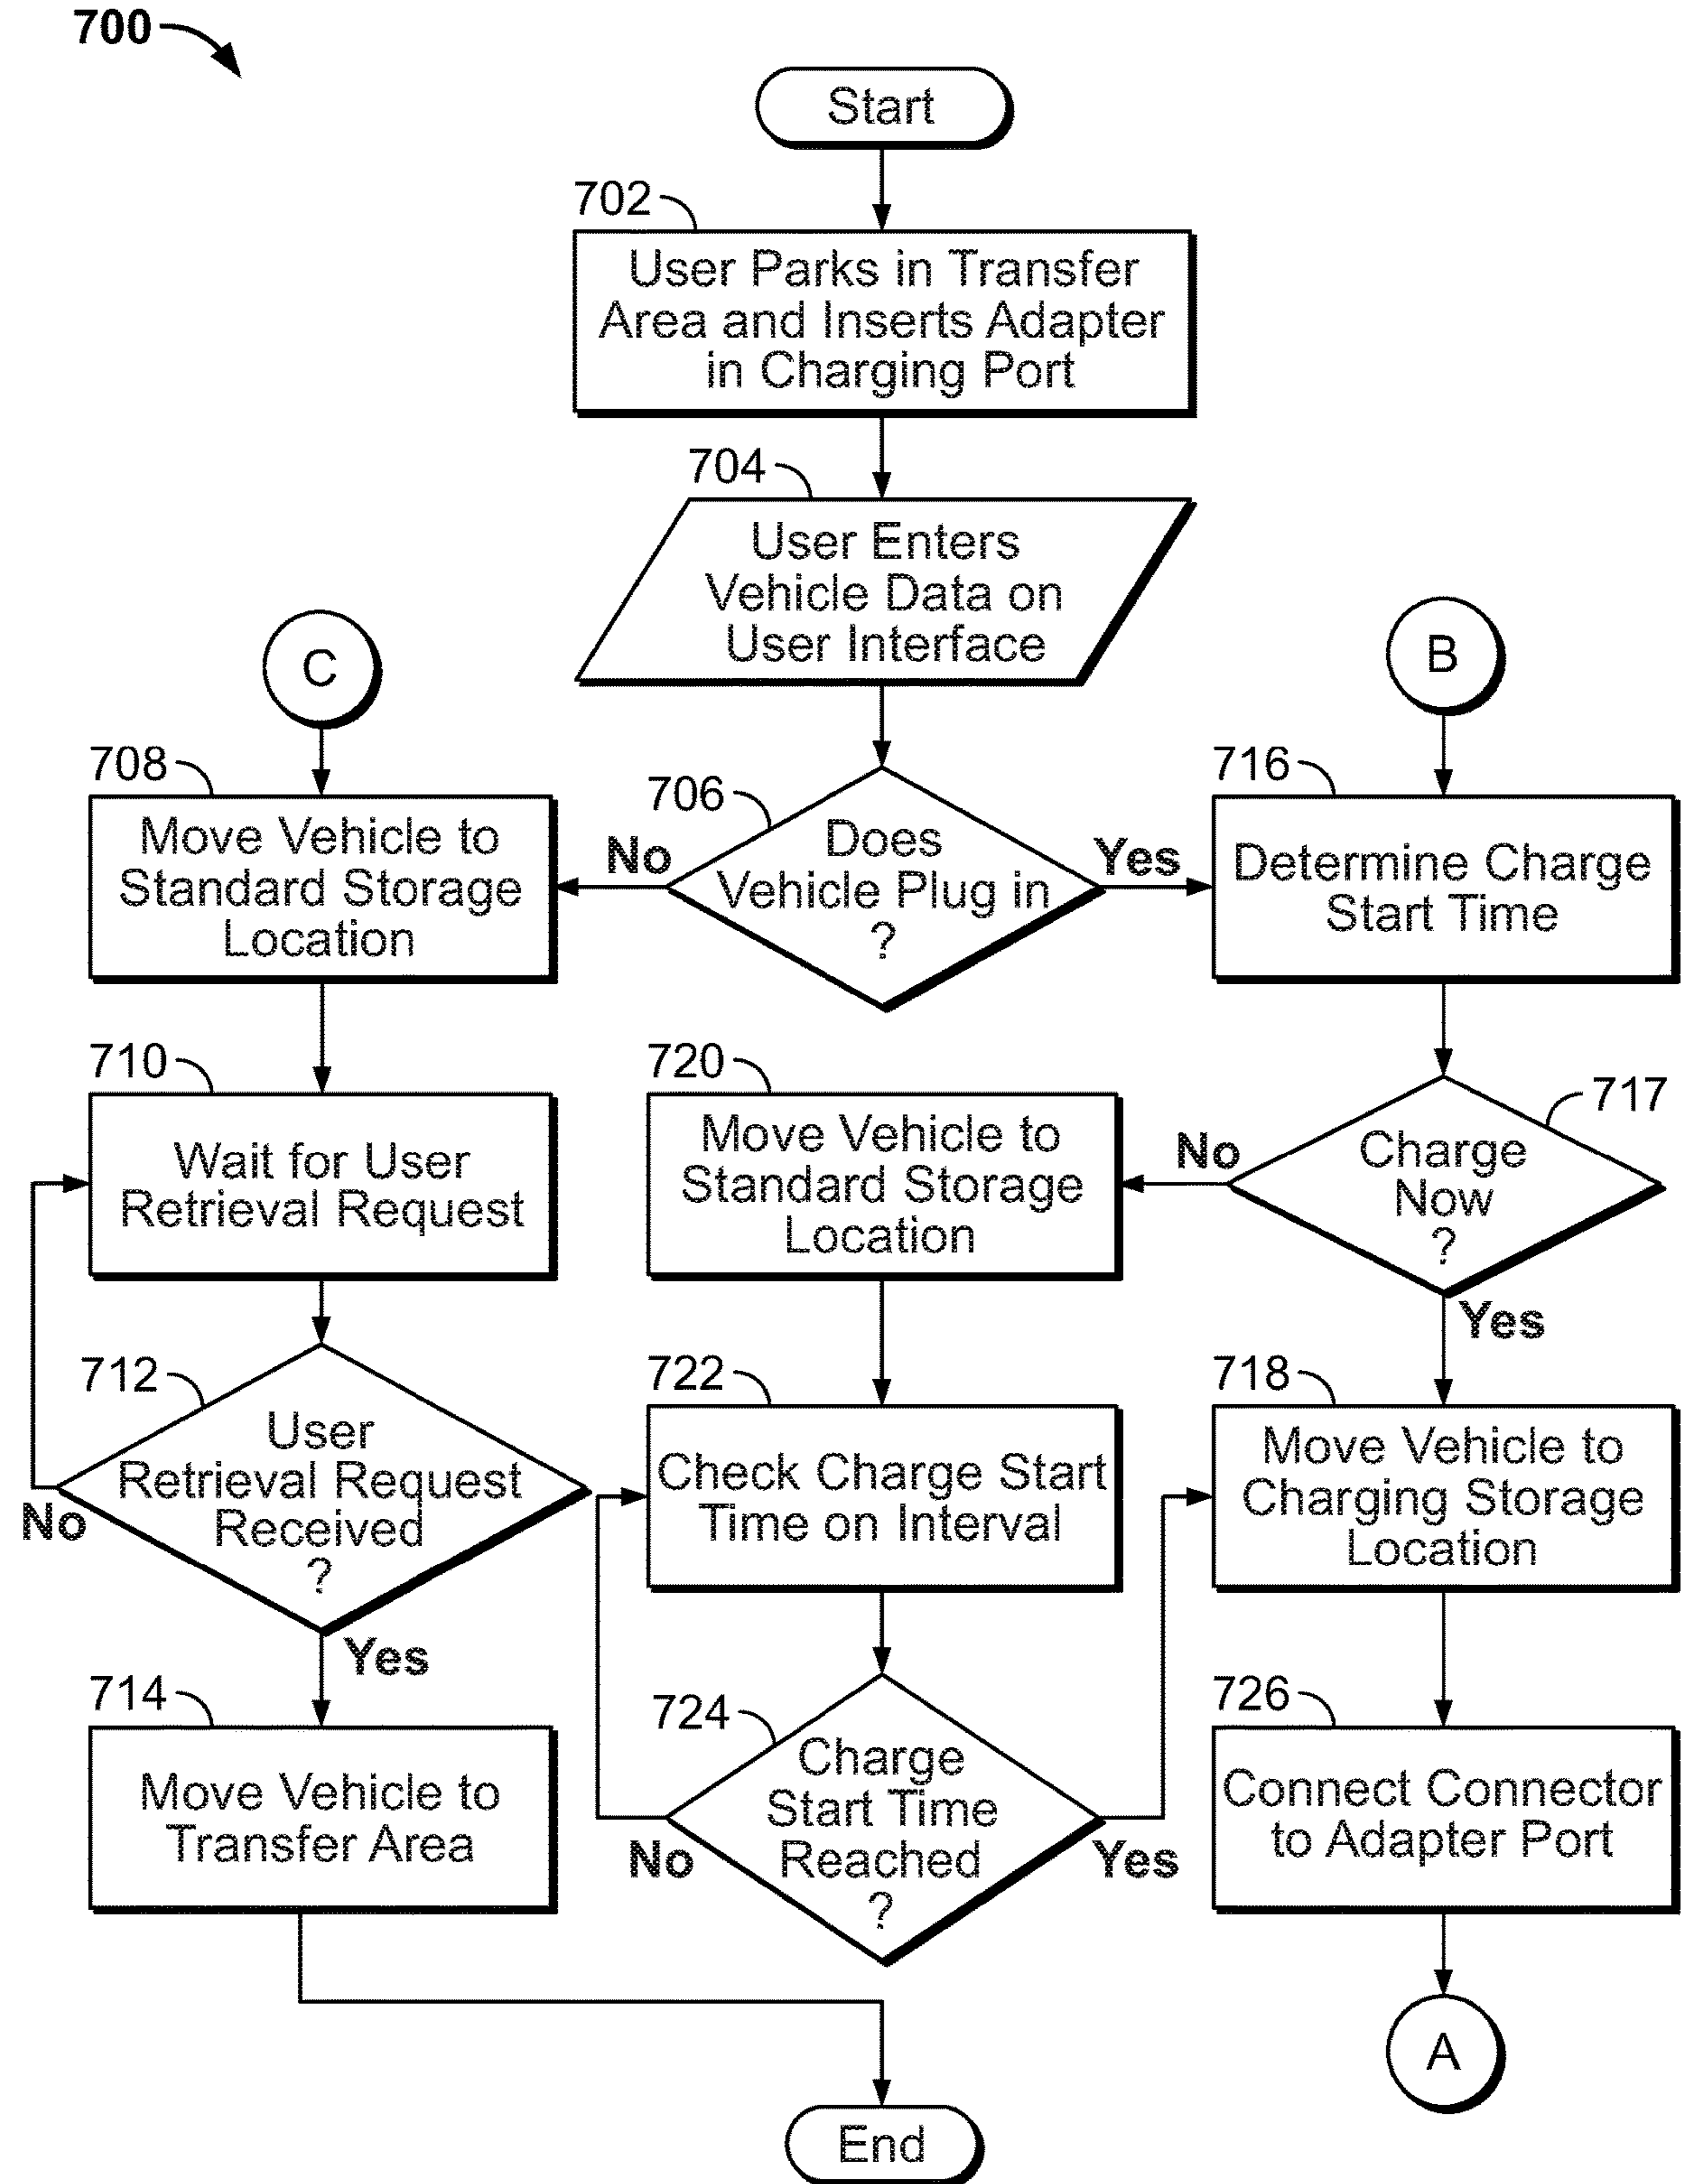 700
Start
702
User Parks in Transfer
Area and Inserts Adapter
in Charging Port
704
User Enters
Vehicle Data on
User Interface
C
B
708
Move Vehicle to
Standard Storage
Location
706
Does
Vehicle Plug in
?
No
Yes
716
Determine Charge
Start Time
710
Wait for User
Retrieval Request
720
Move Vehicle to
Standard Storage
Location
717
Charge
Now
?
No
Yes
712
User
Retrieval Request
Received
?
No
Yes
722
Check Charge Start
Time on Interval
718
Move Vehicle to
Charging Storage
Location
714
Move Vehicle to
Transfer Area
724
Charge
Start Time
Reached
?
No
Yes
726
Connect Connector
to Adapter Port
A
End